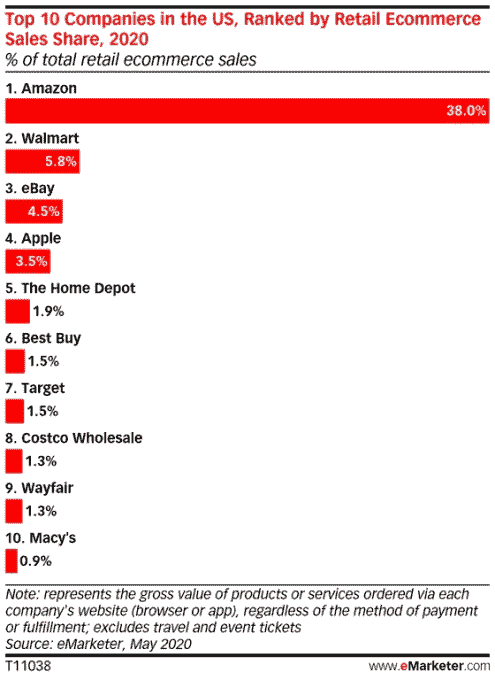 Top 10 Companies in the US, Ranked by Retail Ecommerce
Sales Share, 2020
% of total retail ecommerce sales
1. Amazon
38.0%
2. Walmart
5.8%
3. eBay
4.5%
4. Apple
3.5%
5. The Home Depot
1.9%
6. Best Buy
1.5%
7. Target
1.5%
8. Costco Wholesale
1.3%
9. Wayfair
1.3%
10. Macy's
0.9%
Note: represents the gross value of products or services ordered via each
company's website (browser or app), regardless of the method of payment
or fulfillment; excludes travel and event tickets
Source: eMarketer, May 2020
T11038 www.eMarketer.com